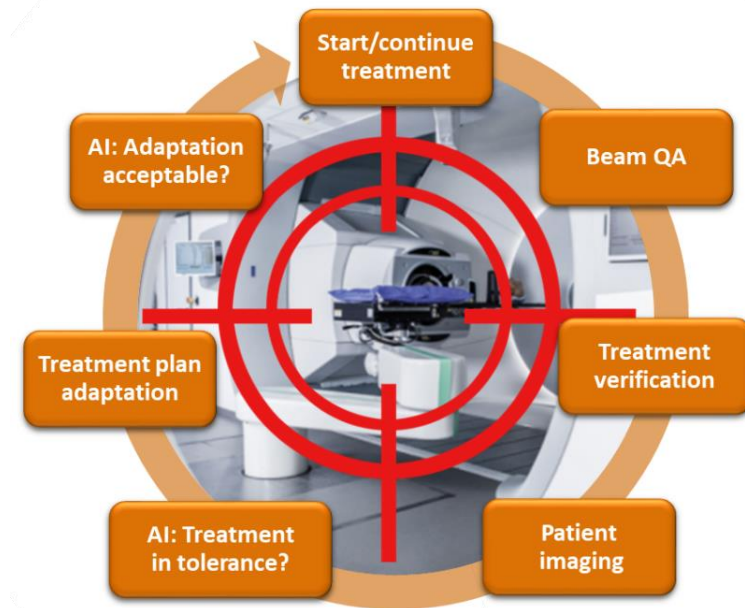 Start/continue
treatment
Beam QA
Treatment
verification
Patient
imaging
AI: Treatment
in tolerance?
Treatment plan
adaptation
AI: Adaptation
acceptable?